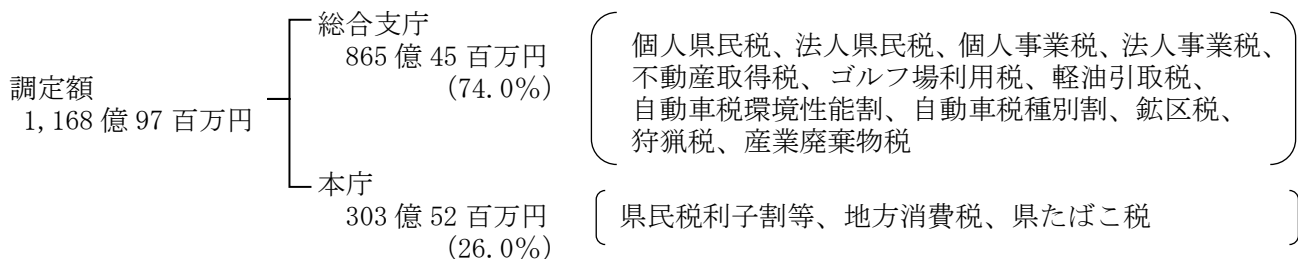 調定額
1,168 億 97 百万円
総合支庁
865 億 45 百万円
(74.0%)
個人県民税、法人県民税、個人事業税、法人事業税、
不動産取得税、ゴルフ場利用税、軽油引取税、
自動車税環境性能割、自動車税種別割、鉱区税、
狩猟税、産業廃棄物税
本庁
303 億 52 百万円
(26.0%)
県民税利子割等、地方消費税、県たばこ税